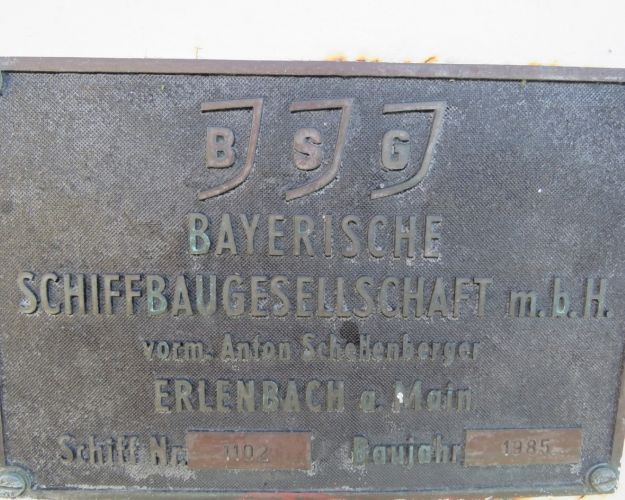 B S G
BAYERISCHE
SCHIFFBAUGESELLSCHAFT m.b.H.
vorm. Anton Schellenberger
ERLENBACH a. Main
Schiff Nr. 1102 Baujahr 1985